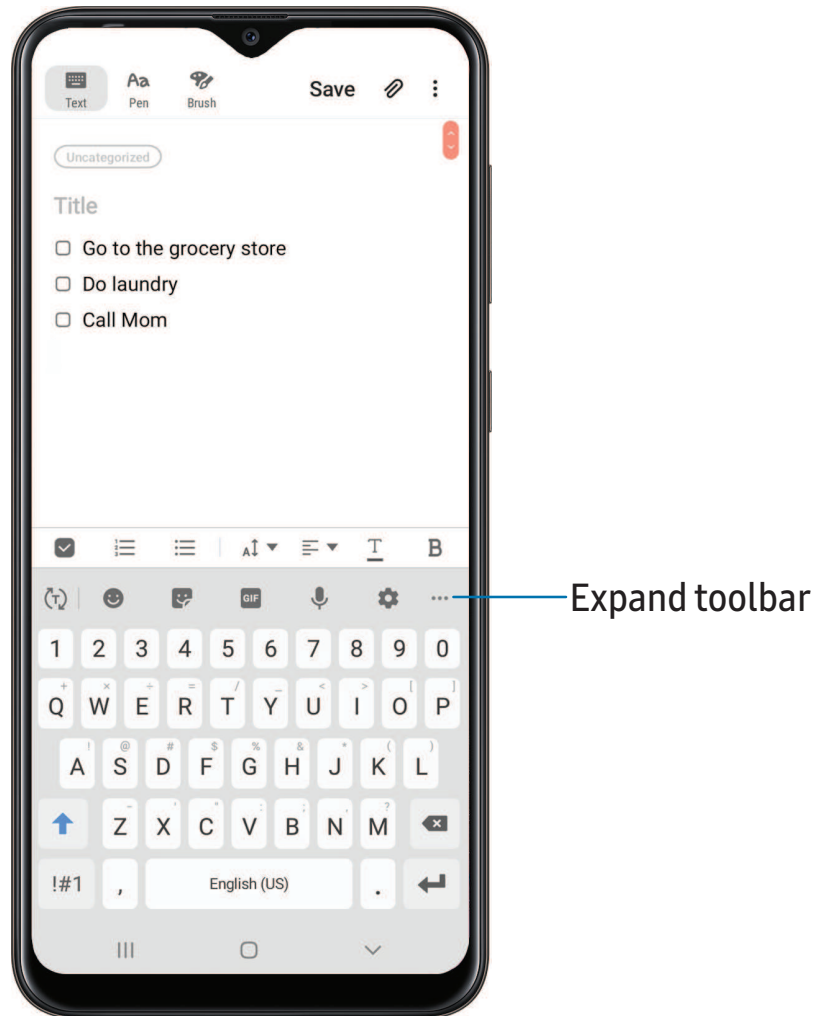 Text Aa Pen Brush Save
Uncategorized
Title
Go to the grocery store
Do laundry
Call Mom
A T B
T GIF
Expand toolbar
1 2 3 4 5 6 7 8 9 0
+ × ÷ = / _ < > [ ]
Q W E R T Y U I O P
! @ # $ % & * ( )
A S D F G H J K L
- ' " : ; , ?
Z X C V B N M
!#1 , English (US) .